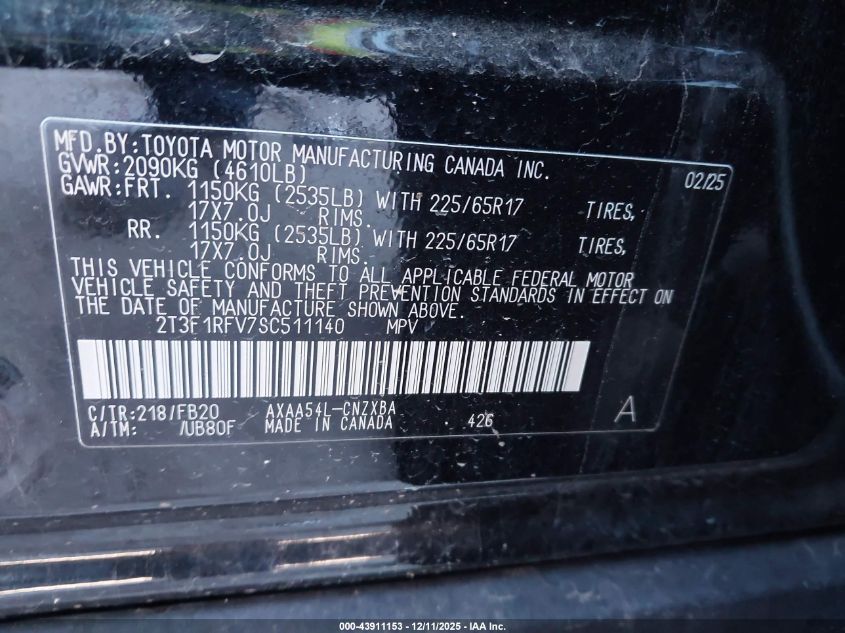 MFD.BY:TOYOTA MOTOR MANUFACTURING CANADA INC.
GVWR:2090KG (4610LB) 02/25
GAWR:FRT. 1150KG (2535LB) WITH 225/65R17 TIRES,
17X7.0J RIMS.
RR. 1150KG (2535LB) WITH 225/65R17 TIRES,
17X7.0J RIMS.
THIS VEHICLE CONFORMS TO ALL APPLICABLE FEDERAL MOTOR
VEHICLE SAFETY AND THEFT PREVENTION STANDARDS IN EFFECT ON
THE DATE OF MANUFACTURE SHOWN ABOVE.
2T3F1RFV7SC511140 MPV
C/TR:218/FB20 AXAA54L-CNZXBA A
A/TM: /UB80F MADE IN CANADA 426
000-43911153 - 12/11/2025 - IAA Inc.